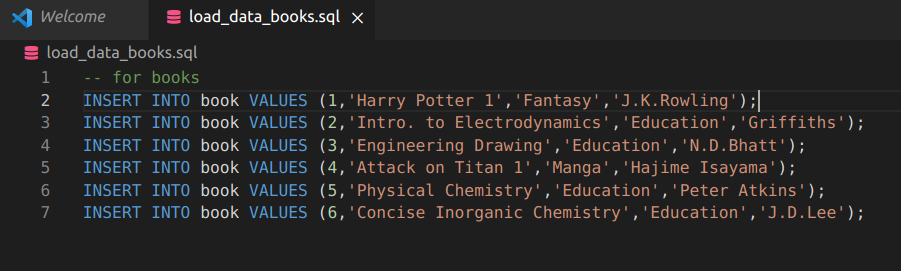 Welcome load_data_books.sql ×
load_data_books.sql
1 -- for books
2 INSERT INTO book VALUES (1,'Harry Potter 1','Fantasy','J.K.Rowling');
3 INSERT INTO book VALUES (2,'Intro. to Electrodynamics','Education','Griffiths');
4 INSERT INTO book VALUES (3,'Engineering Drawing','Education','N.D.Bhatt');
5 INSERT INTO book VALUES (4,'Attack on Titan 1','Manga','Hajime Isayama');
6 INSERT INTO book VALUES (5,'Physical Chemistry','Education','Peter Atkins');
7 INSERT INTO book VALUES (6,'Concise Inorganic Chemistry','Education','J.D.Lee');